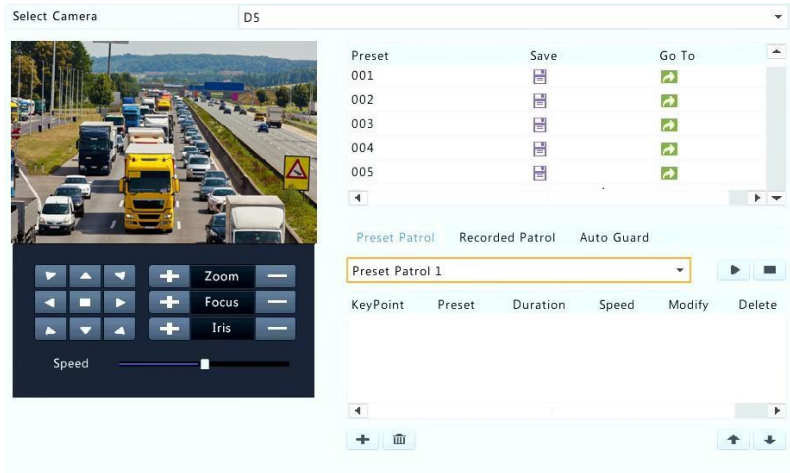 Select Camera D5
Preset Save Go To
001
002
003
004
005
Preset Patrol Recorded Patrol Auto Guard
Preset Patrol 1
KeyPoint Preset Duration Speed Modify Delete
Zoom
Focus
Iris
Speed